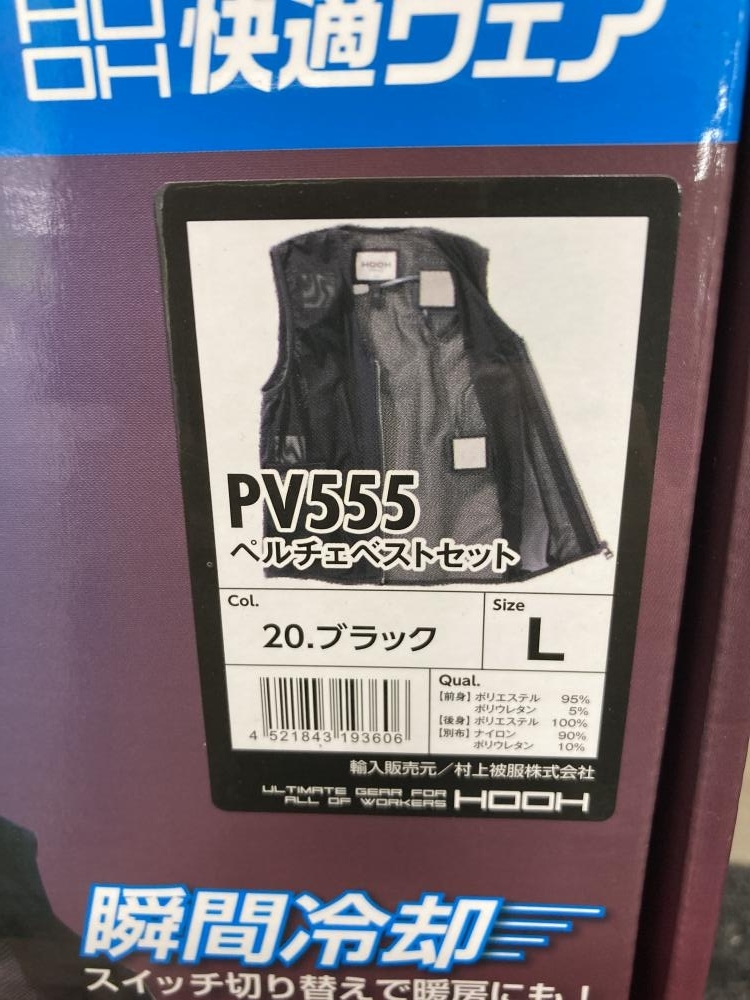 HOOH 快適ウェア
HOOH
PV555
ペルチェベストセット
Col.
20.ブラック
Size
L
4 521843 193606
Qual.
【前身】ポリエステル 95%
ポリウレタン 5%
【後身】ポリエステル 100%
【別布】ナイロン 90%
ポリウレタン 10%
輸入販売元／村上被服株式会社
ULTIMATE GEAR FOR
ALL OF WORKERS HOOH
瞬間冷却
スイッチ切り替えで暖房にも！